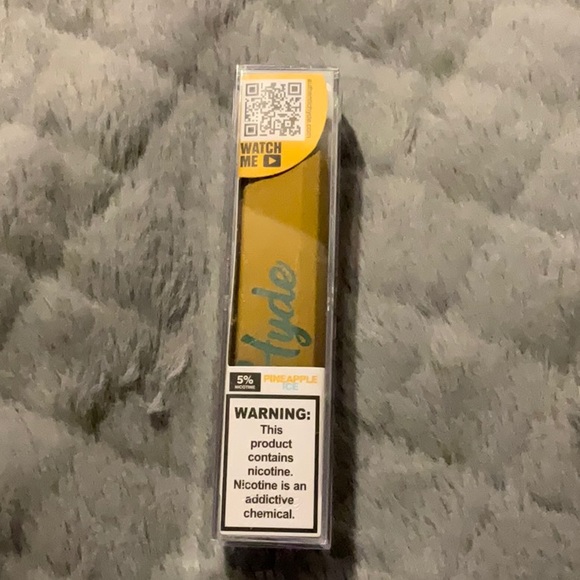 WATCH
ME
Hyde
5%
NICOTINE
PINEAPPLE
ICE
WARNING:
This
product
contains
nicotine.
Nicotine is an
addictive
chemical.